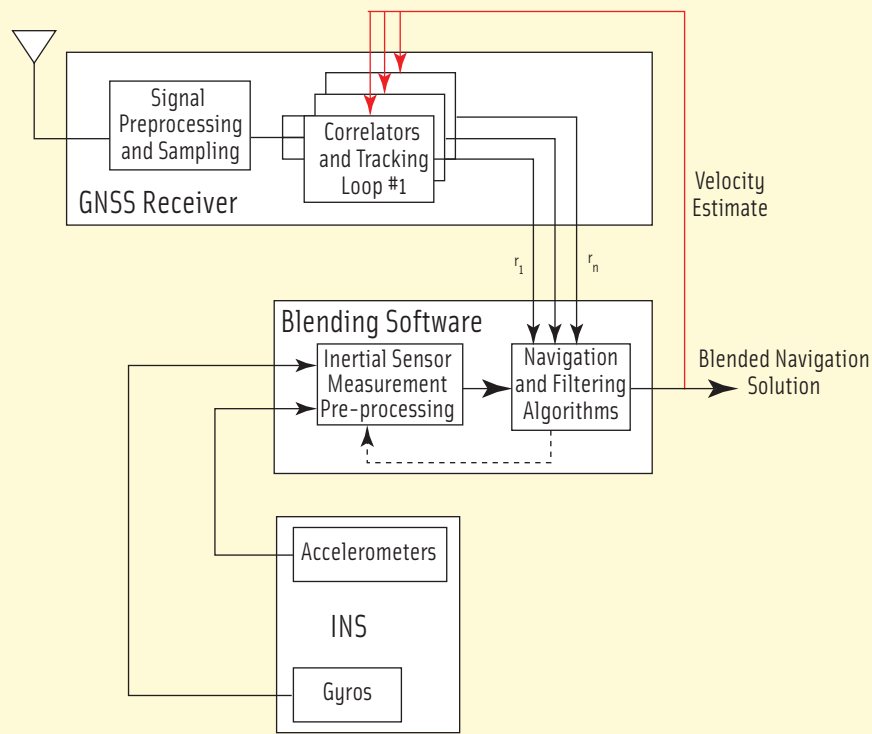 Signal
Preprocessing
and Sampling
Correlators
and Tracking
Loop #1
GNSS Receiver
Velocity
Estimate
r1
rn
Blending Software
Inertial Sensor
Measurement
Pre-processing
Navigation
and Filtering
Algorithms
Blended Navigation
Solution
Accelerometers
INS
Gyros